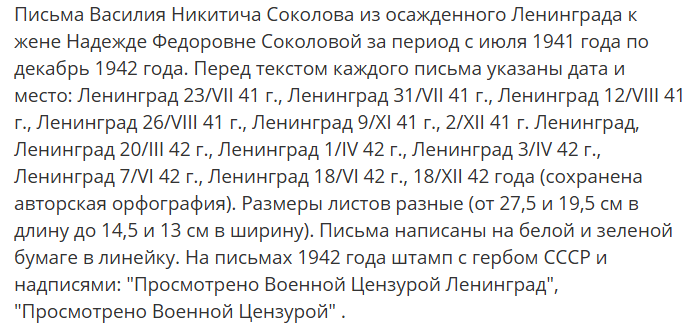 Письма Василия Никитича Соколова из осажденного Ленинграда к
жене Надежде Федоровне Соколовой за период с июля 1941 года по
декабрь 1942 года. Перед текстом каждого письма указаны дата и
место: Ленинград 23/VII 41 г., Ленинград 31/VII 41 г., Ленинград 12/VIII 41
г., Ленинград 26/VIII 41 г., Ленинград 9/XI 41 г., 2/XII 41 г. Ленинград,
Ленинград 20/III 42 г., Ленинград 1/IV 42 г., Ленинград 3/IV 42 г.,
Ленинград 7/VI 42 г., Ленинград 18/VI 42 г., 18/XII 42 года (сохранена
авторская орфография). Размеры листов разные (от 27,5 и 19,5 см в
длину до 14,5 и 13 см в ширину). Письма написаны на белой и зеленой
бумаге в линейку. На письмах 1942 года штамп с гербом СССР и
надписями: "Просмотрено Военной Цензурой Ленинград",
"Просмотрено Военной Цензурой" .